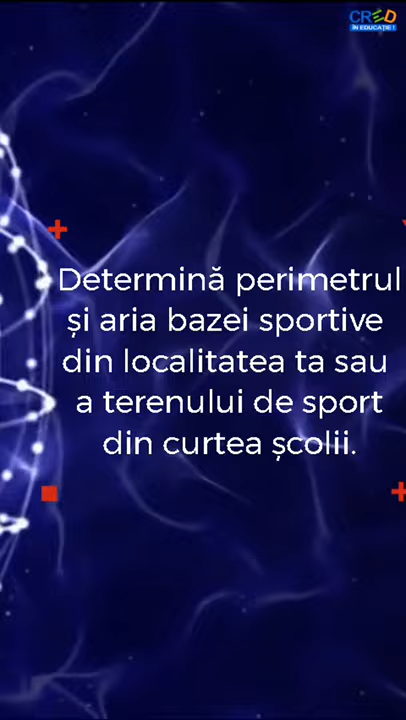 CRED
ÎN EDUCAȚIE!
Determină perimetrul
și aria bazei sportive
din localitatea ta sau
a terenului de sport
din curtea școlii.